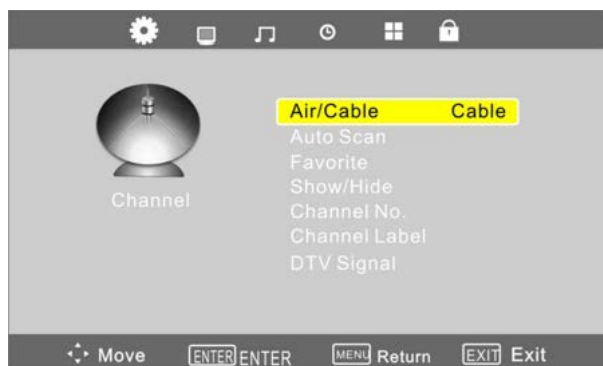 Air/Cable Cable
Auto Scan
Favorite
Show/Hide
Channel No.
Channel Label
DTV Signal
Channel
Move ENTER ENTER MENU Return EXIT Exit